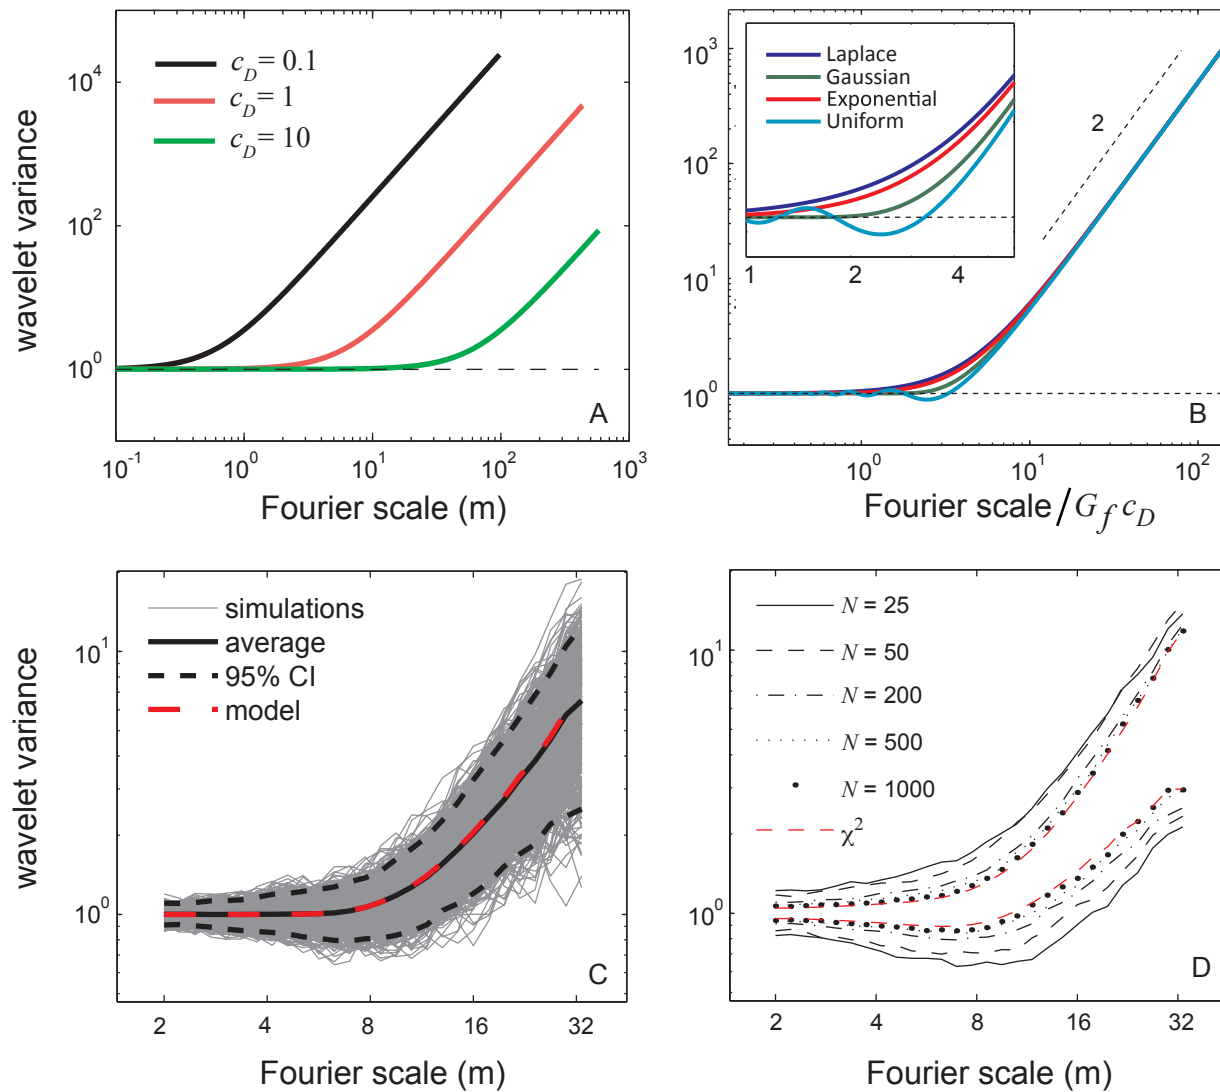 wavelet variance
10^4
10^2
10^0
c_D = 0.1
c_D = 1
c_D = 10
A
10^-1
10^0
10^1
10^2
10^3
Fourier scale (m)
10^3
10^2
10^1
10^0
Laplace
Gaussian
Exponential
Uniform
1
2
4
2
B
10^0
10^1
10^2
Fourier scale / G_f c_D
wavelet variance
10^1
10^0
simulations
average
95% CI
model
C
2
4
8
16
32
Fourier scale (m)
10^1
10^0
N = 25
N = 50
N = 200
N = 500
N = 1000
χ^2
D
2
4
8
16
32
Fourier scale (m)